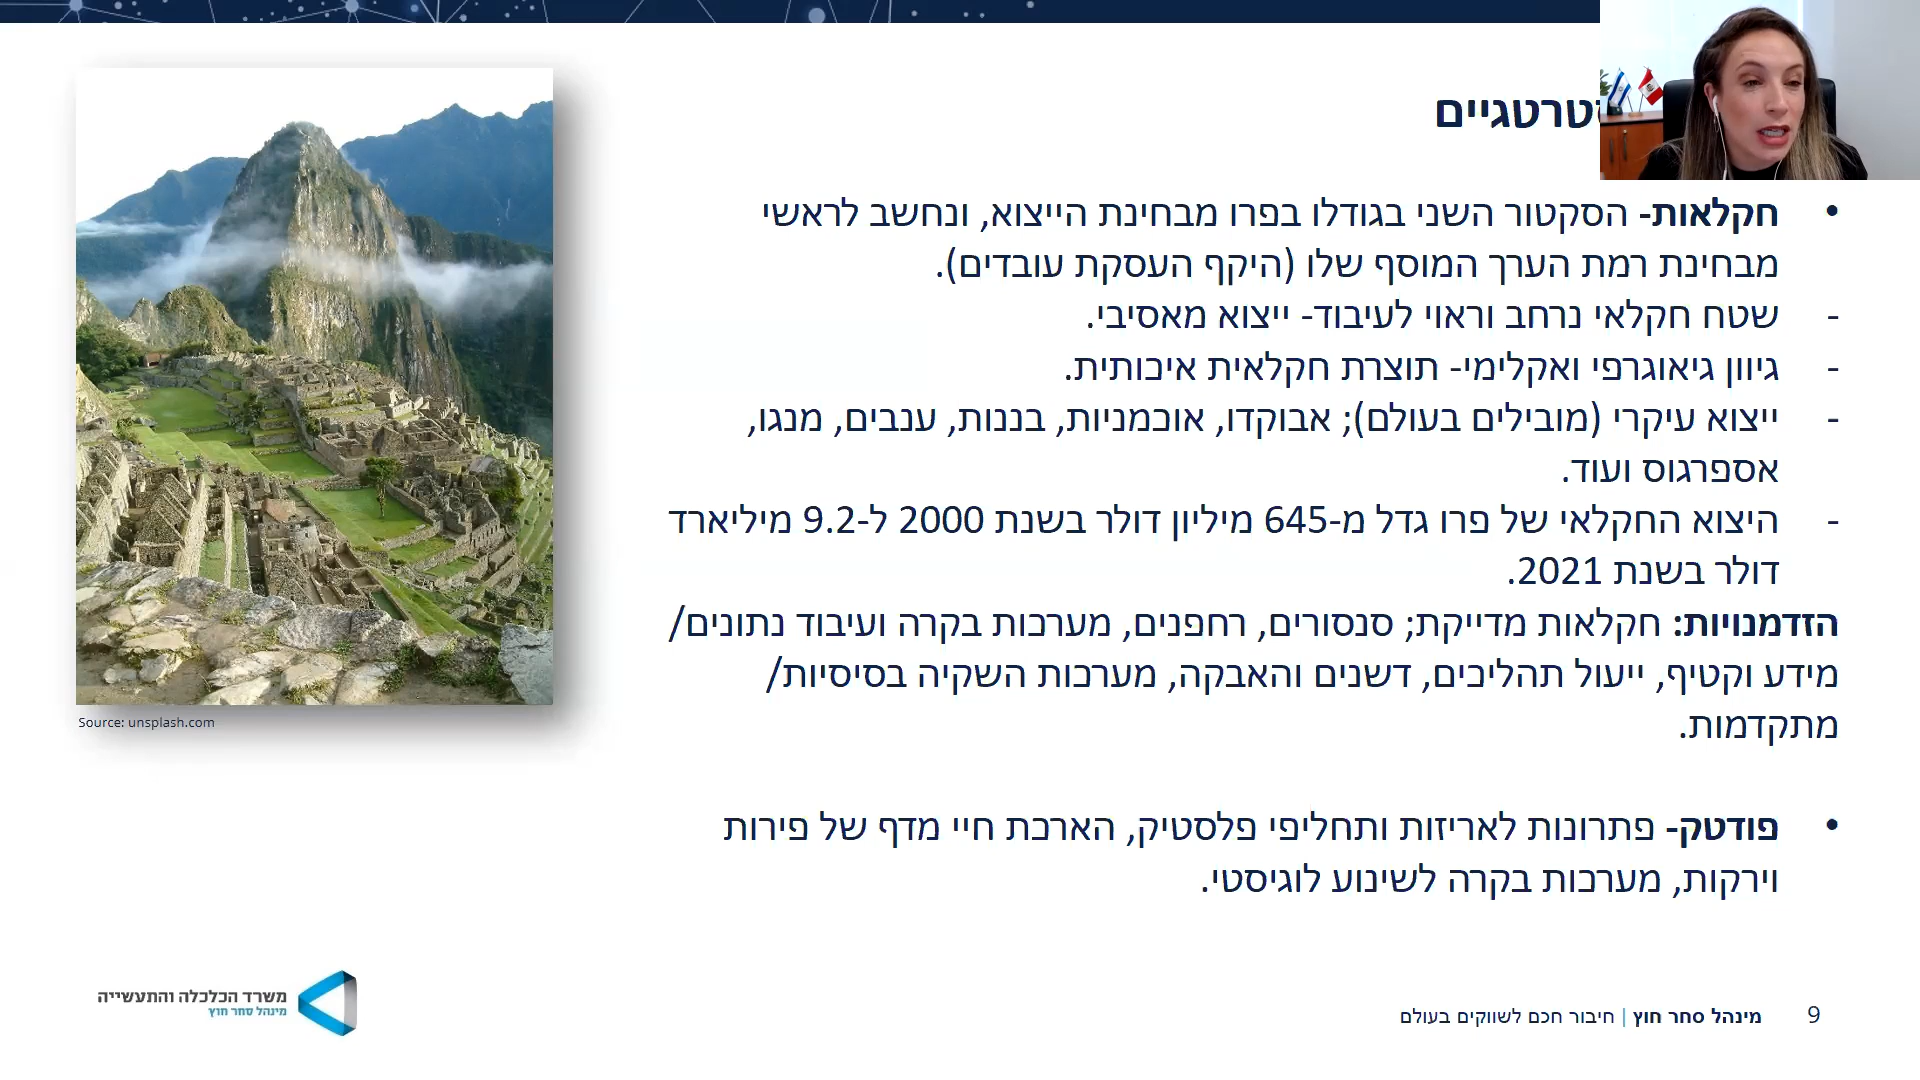 חקלאות- הסקטור השני בגודלו בפרו מבחינת הייצוא, ונחשב לראשי
מבחינת רמת הערך המוסף שלו (היקף העסקת עובדים).
- שטח חקלאי נרחב וראוי לעיבוד- ייצוא מאסיבי.
- גיוון גיאוגרפי ואקלימי- תוצרת חקלאית איכותית.
- ייצוא עיקרי (מובילים בעולם); אבוקדו, אוכמניות, בננות, ענבים, מנגו,
אספרגוס ועוד.
- היצוא החקלאי של פרו גדל מ-645 מיליון דולר בשנת 2000 ל-9.2 מיליארד
דולר בשנת 2021.
הזדמנויות: חקלאות מדייקת; סנסורים, רחפנים, מערכות בקרה ועיבוד נתונים/
מידע וקטיף, ייעול תהליכים, דשנים והאבקה, מערכות השקיה בסיסיות/
מתקדמות.
• פודטק- פתרונות לאריזות ותחליפי פלסטיק, הארכת חיי מדף של פירות
וירקות, מערכות בקרה לשינוע לוגיסטי.
Source: unsplash.com
משרד הכלכלה והתעשייה
מינהל סחר חוץ
מינהל סחר חוץ | חיבור חכם לשווקים בעולם
9